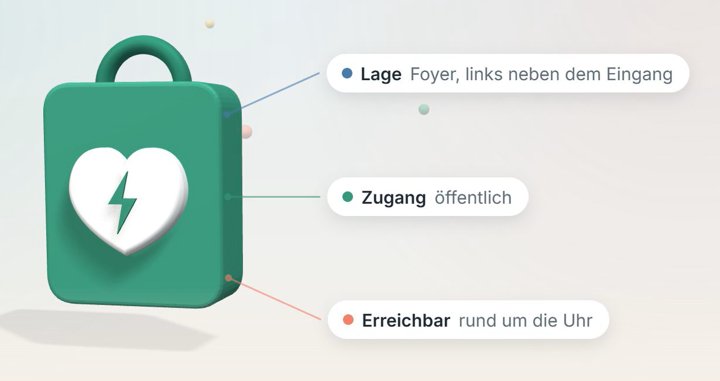 Lage Foyer, links neben dem Eingang
Zugang öffentlich
Erreichbar rund um die Uhr